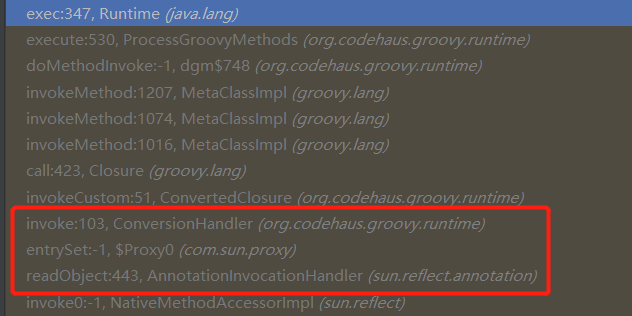 exec:347, Runtime (java.lang)
execute:530, ProcessGroovyMethods (org.codehaus.groovy.runtime)
doMethodInvoke:-1, dgm$748 (org.codehaus.groovy.runtime)
invokeMethod:1207, MetaClassImpl (groovy.lang)
invokeMethod:1074, MetaClassImpl (groovy.lang)
invokeMethod:1016, MetaClassImpl (groovy.lang)
call:423, Closure (groovy.lang)
invokeCustom:51, ConvertedClosure (org.codehaus.groovy.runtime)
invoke:103, ConversionHandler (org.codehaus.groovy.runtime)
entrySet:-1, $Proxy0 (com.sun.proxy)
readObject:443, AnnotationInvocationHandler (sun.reflect.annotation)
invoke0:-1, NativeMethodAccessorImpl (sun.reflect)